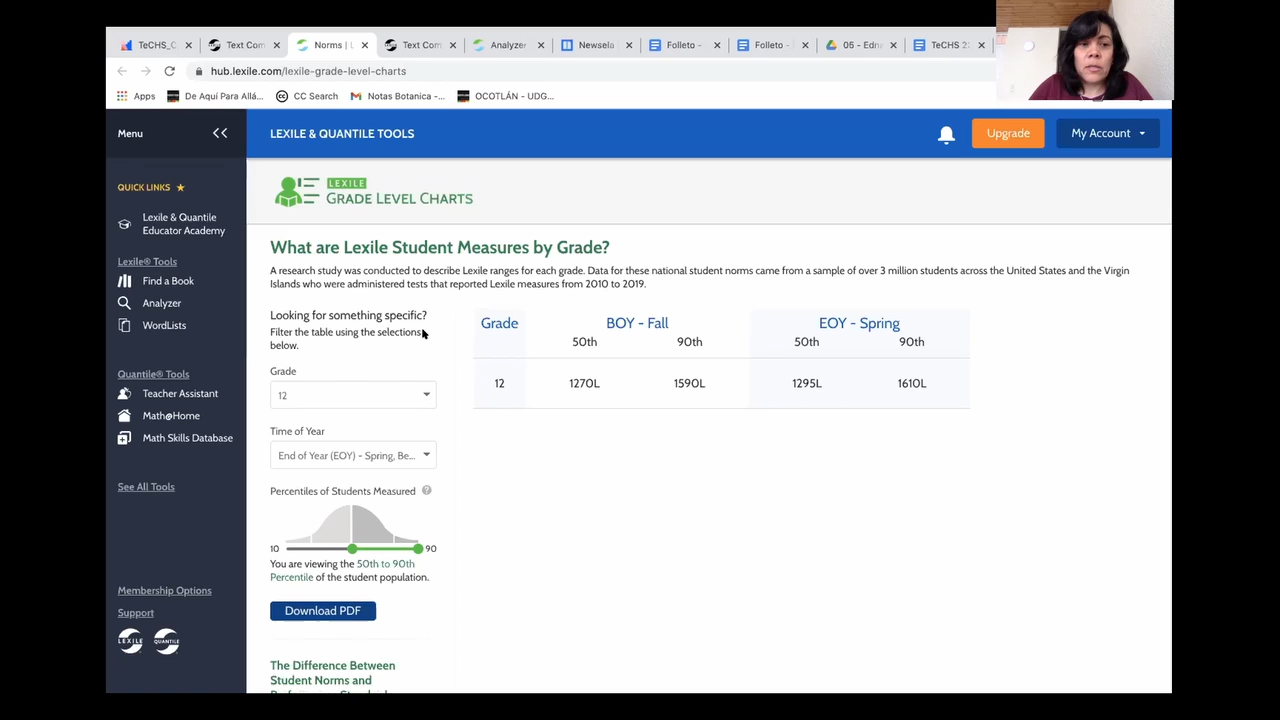 TeCHS_C
Text Com
Norms | L
Text Com
Analyzer
Newsela
Folleto -
Folleto -
05 - Edna
TeCHS 2
hub.lexile.com/lexile-grade-level-charts
Apps
De Aquí Para Allá...
CC Search
Notas Botanica -...
OCOTLÁN - UDG...
Menu
LEXILE & QUANTILE TOOLS
Upgrade
My Account
QUICK LINKS
Lexile & Quantile
Educator Academy
Lexile® Tools
Find a Book
Analyzer
WordLists
Quantile® Tools
Teacher Assistant
Math@Home
Math Skills Database
See All Tools
Membership Options
Support
LEXILE
QUANTILE
LEXILE
GRADE LEVEL CHARTS
What are Lexile Student Measures by Grade?
A research study was conducted to describe Lexile ranges for each grade. Data for these national student norms came from a sample of over 3 million students across the United States and the Virgin
Islands who were administered tests that reported Lexile measures from 2010 to 2019.
Looking for something specific?
Filter the table using the selections
below.
Grade
12
Time of Year
End of Year (EOY) - Spring, Be...
Percentiles of Students Measured ?
10 90
You are viewing the 50th to 90th
Percentile of the student population.
Download PDF
The Difference Between
Student Norms and
Grade BOY - Fall EOY - Spring
50th 90th 50th 90th
12 1270L 1590L 1295L 1610L